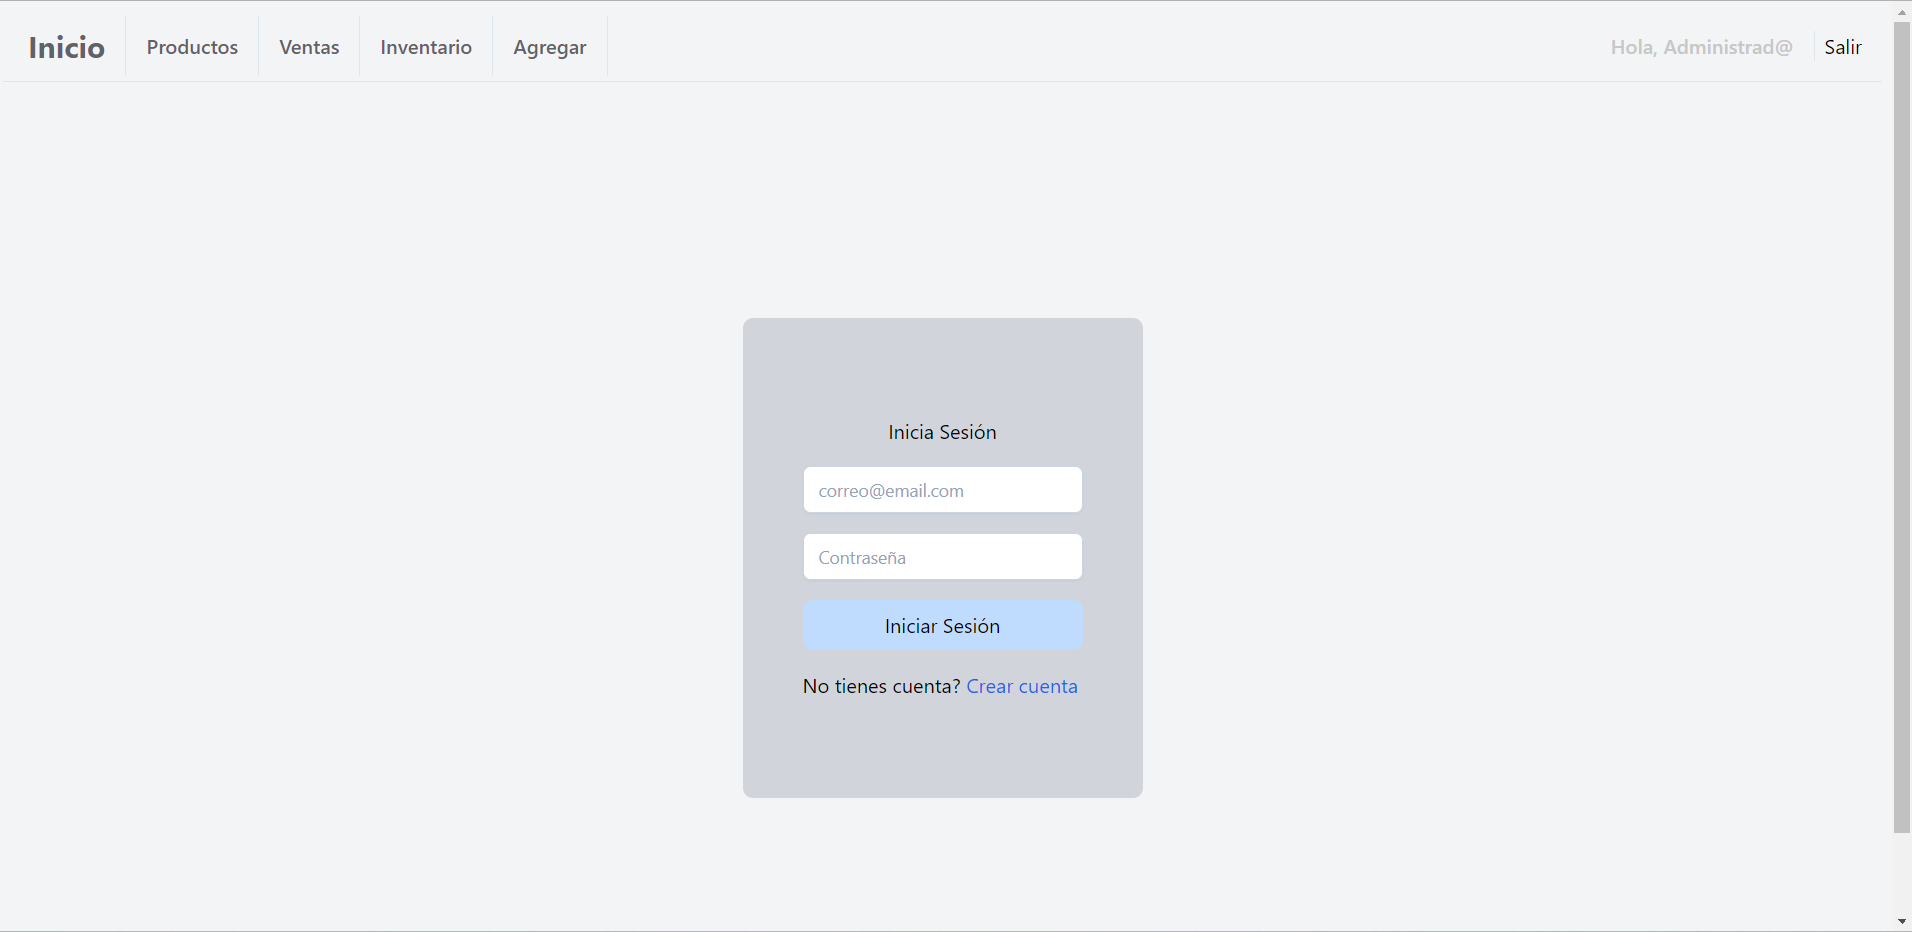 Inicio Productos Ventas Inventario Agregar Hola, Administrad@ Salir
Inicia Sesión
correo@email.com
Contraseña
Iniciar Sesión
No tienes cuenta? Crear cuenta